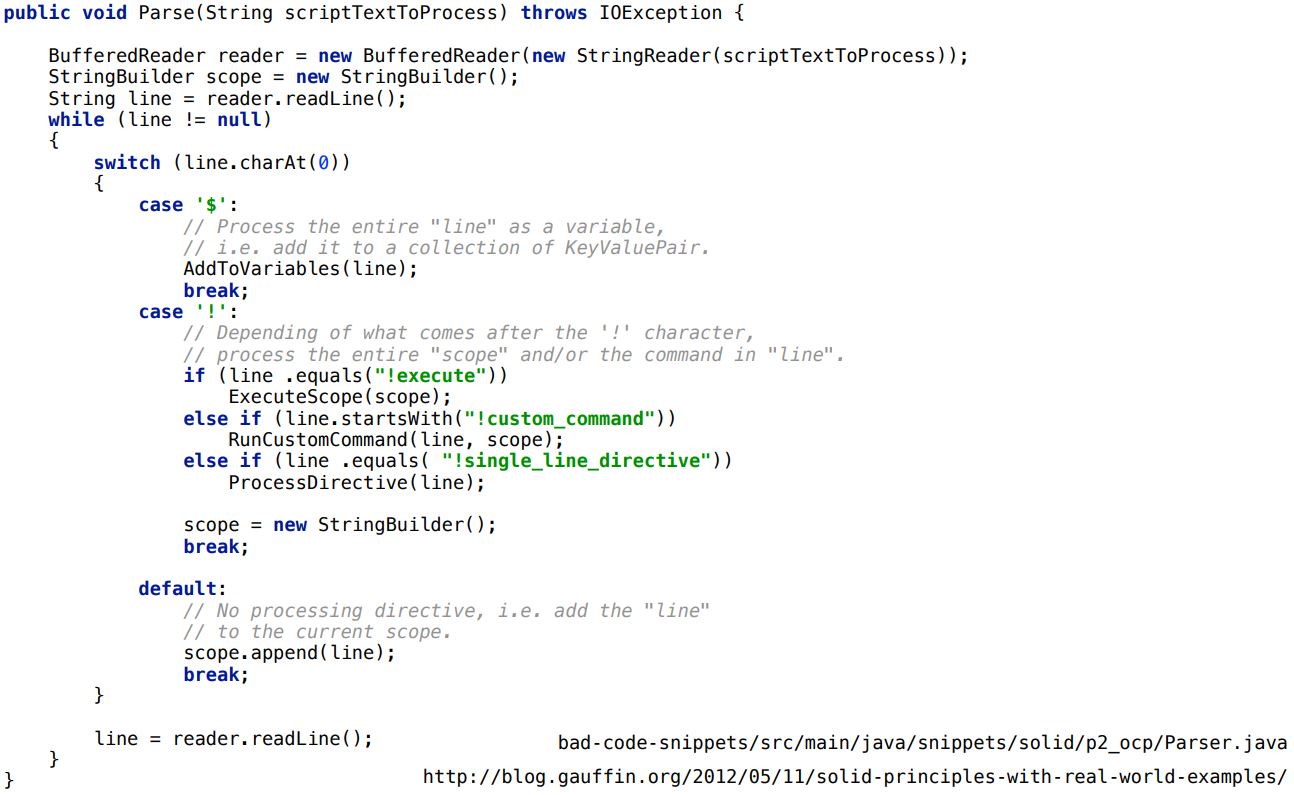 public void Parse(String scriptTextToProcess) throws IOException {
    BufferedReader reader = new BufferedReader(new StringReader(scriptTextToProcess));
    StringBuilder scope = new StringBuilder();
    String line = reader.readLine();
    while (line != null)
    {
        switch (line.charAt(0))
        {
            case '$':
                // Process the entire "line" as a variable,
                // i.e. add it to a collection of KeyValuePair.
                AddToVariables(line);
                break;
            case '!':
                // Depending of what comes after the '!' character,
                // process the entire "scope" and/or the command in "line".
                if (line .equals("!execute"))
                    ExecuteScope(scope);
                else if (line.startsWith("!custom_command"))
                    RunCustomCommand(line, scope);
                else if (line .equals( "!single_line_directive"))
                    ProcessDirective(line);
                scope = new StringBuilder();
                break;
            default:
                // No processing directive, i.e. add the "line"
                // to the current scope.
                scope.append(line);
                break;
        }
        line = reader.readLine();
    }
}
bad-code-snippets/src/main/java/snippets/solid/p2_ocp/Parser.java
http://blog.gauffin.org/2012/05/11/solid-principles-with-real-world-examples/